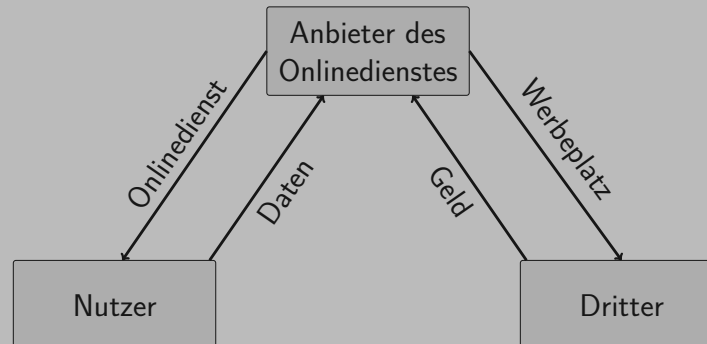 Anbieter des
Onlinedienstes
Onlinedienst
Daten
Geld
Werbeplatz
Nutzer
Dritter